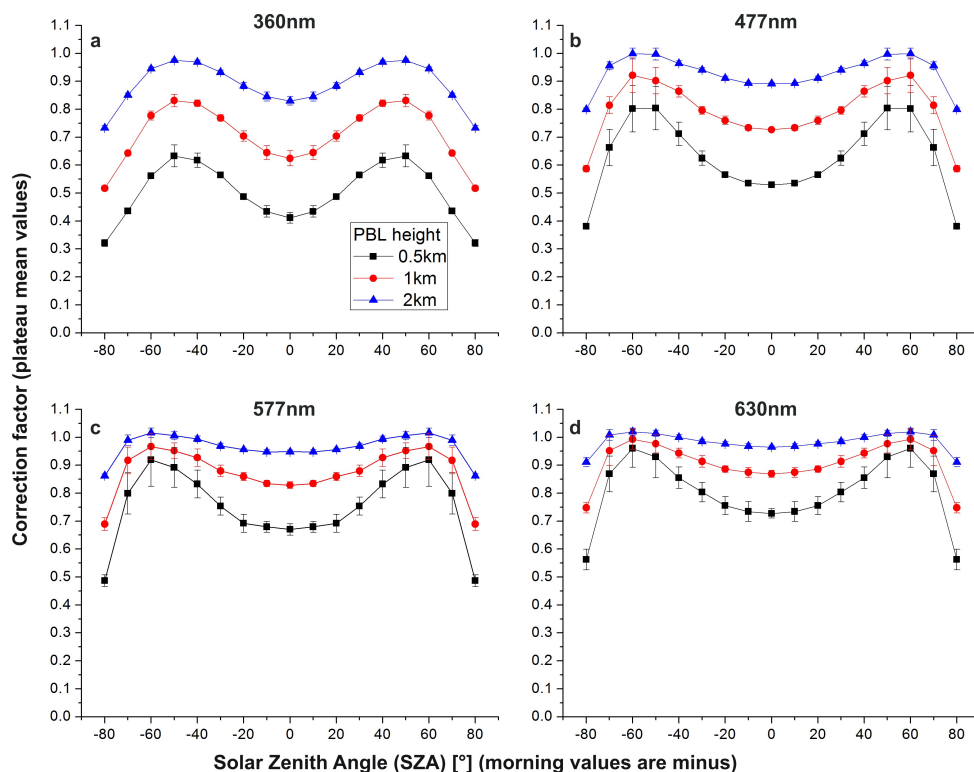 360nm
477nm
a
b
1.0
0.9
0.8
0.7
0.6
0.5
0.4
0.3
0.2
0.1
0.0
1.1
1.0
0.9
0.8
0.7
0.6
0.5
0.4
0.3
0.2
0.1
0.0
PBL height
0.5km
1km
2km
-80 -60 -40 -20 0 20 40 60 80
-80 -60 -40 -20 0 20 40 60 80
Correction factor (plateau mean values)
577nm
630nm
c
d
1.1
1.0
0.9
0.8
0.7
0.6
0.5
0.4
0.3
0.2
0.1
0.0
1.1
1.0
0.9
0.8
0.7
0.6
0.5
0.4
0.3
0.2
0.1
0.0
-80 -60 -40 -20 0 20 40 60 80
-80 -60 -40 -20 0 20 40 60 80
Solar Zenith Angle (SZA) [°] (morning values are minus)